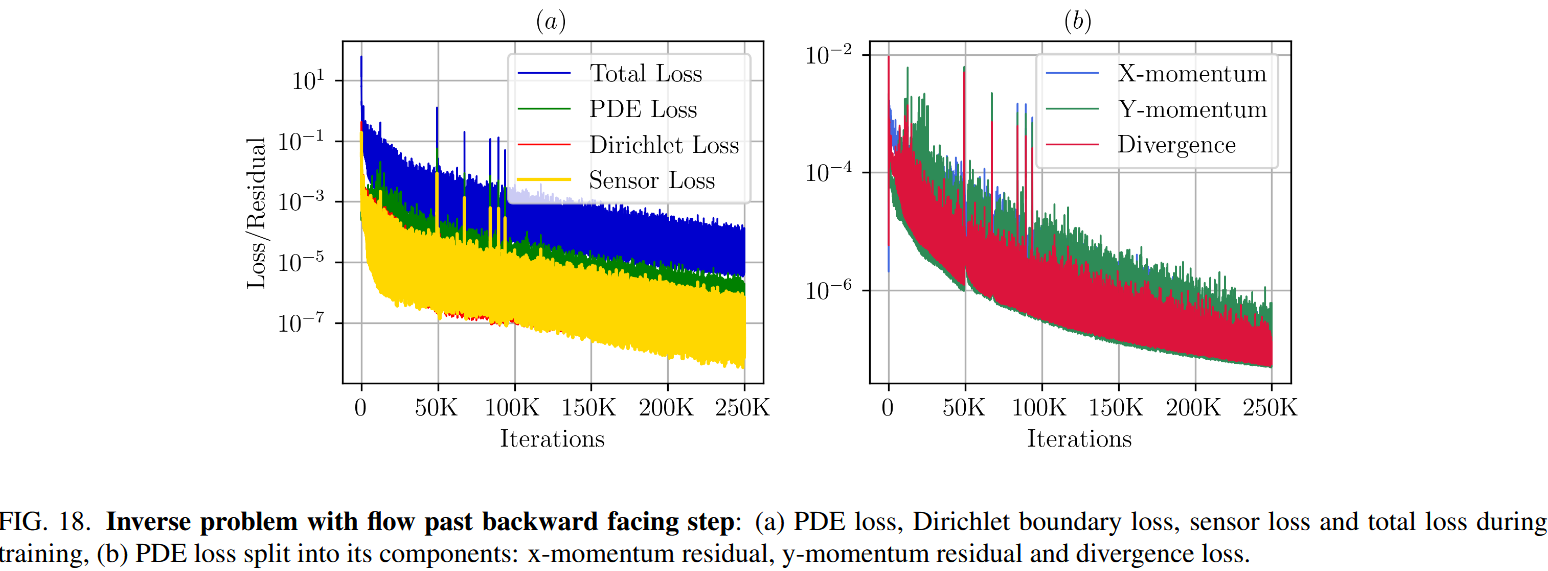 (a)
Loss/Residual
10^1
10^−1
10^−3
10^−5
10^−7
Total Loss
PDE Loss
Dirichlet Loss
Sensor Loss
0 50K 100K 150K 200K 250K
Iterations
(b)
10^−2
10^−4
10^−6
X-momentum
Y-momentum
Divergence
0 50K 100K 150K 200K 250K
Iterations
FIG. 18. Inverse problem with flow past backward facing step: (a) PDE loss, Dirichlet boundary loss, sensor loss and total loss during
training, (b) PDE loss split into its components: x-momentum residual, y-momentum residual and divergence loss.